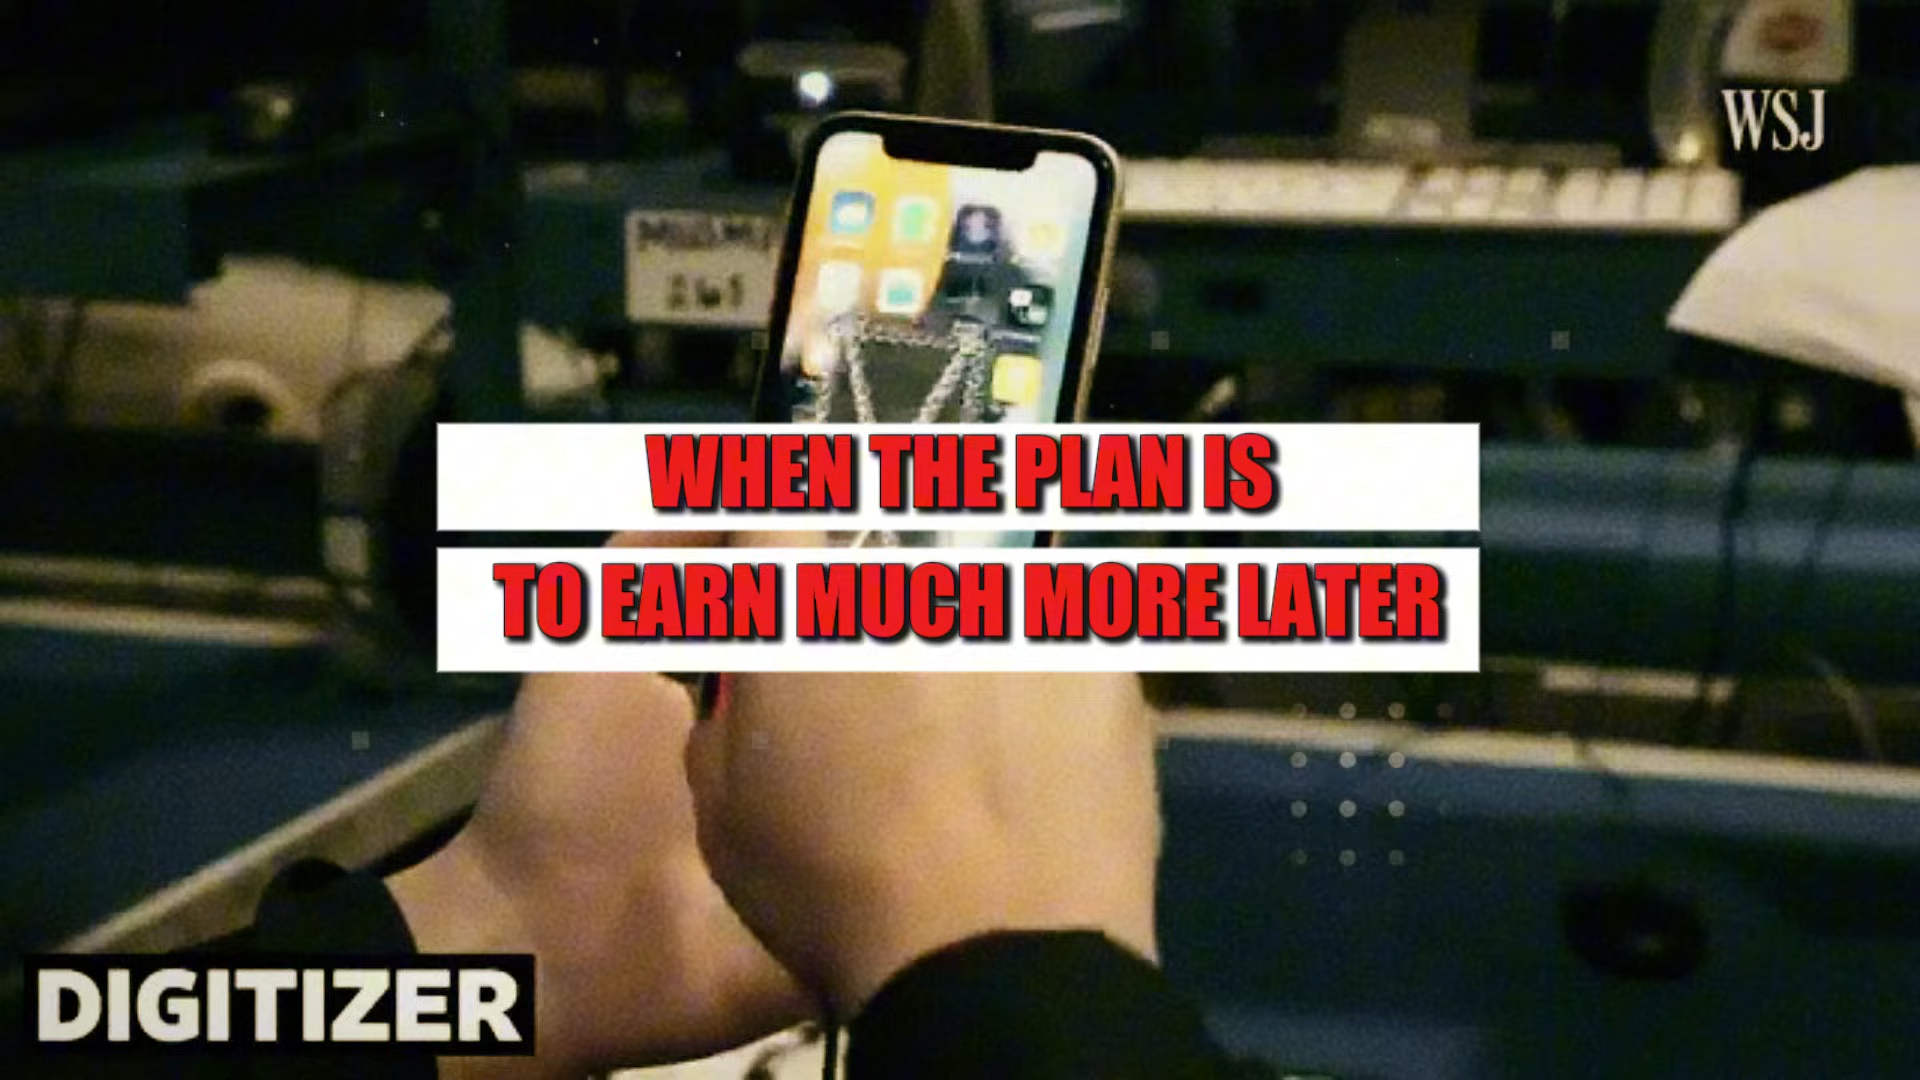 WSJ
WHEN THE PLAN IS
TO EARN MUCH MORE LATER
DIGITIZER